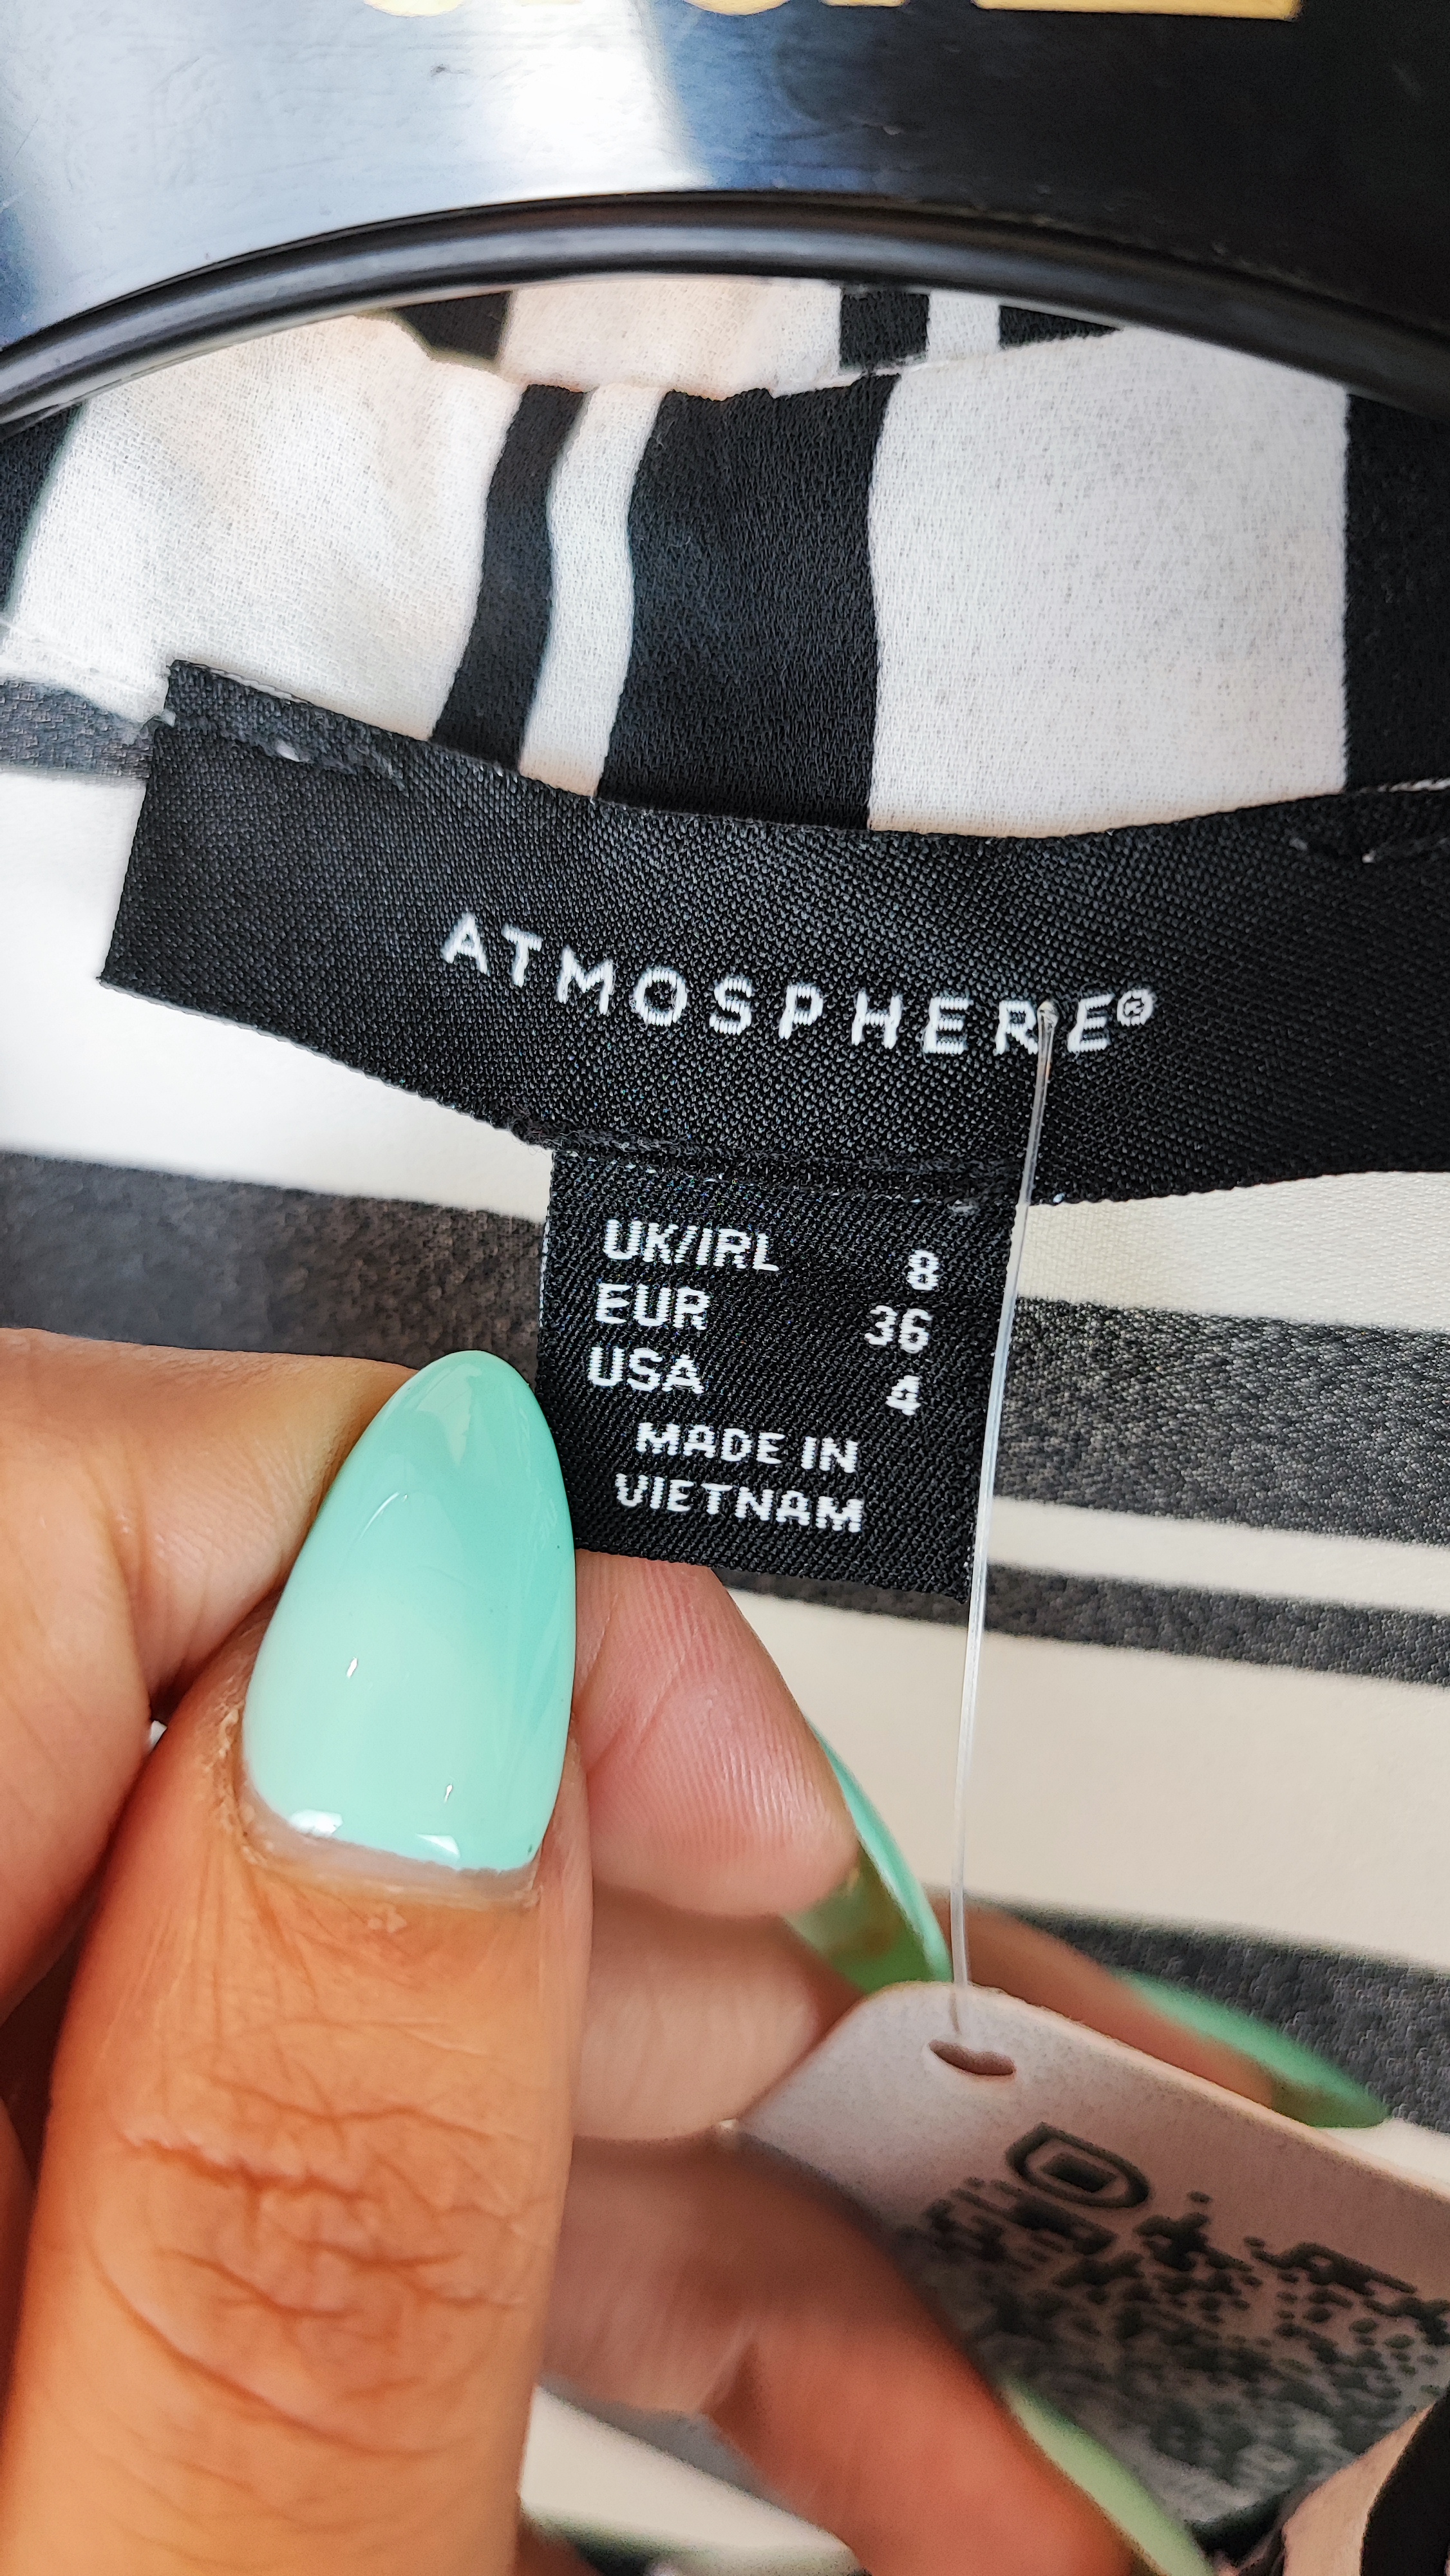 ATMOSPHERE®
UK/IRL 8
EUR 36
USA 4
MADE IN
VIETNAM